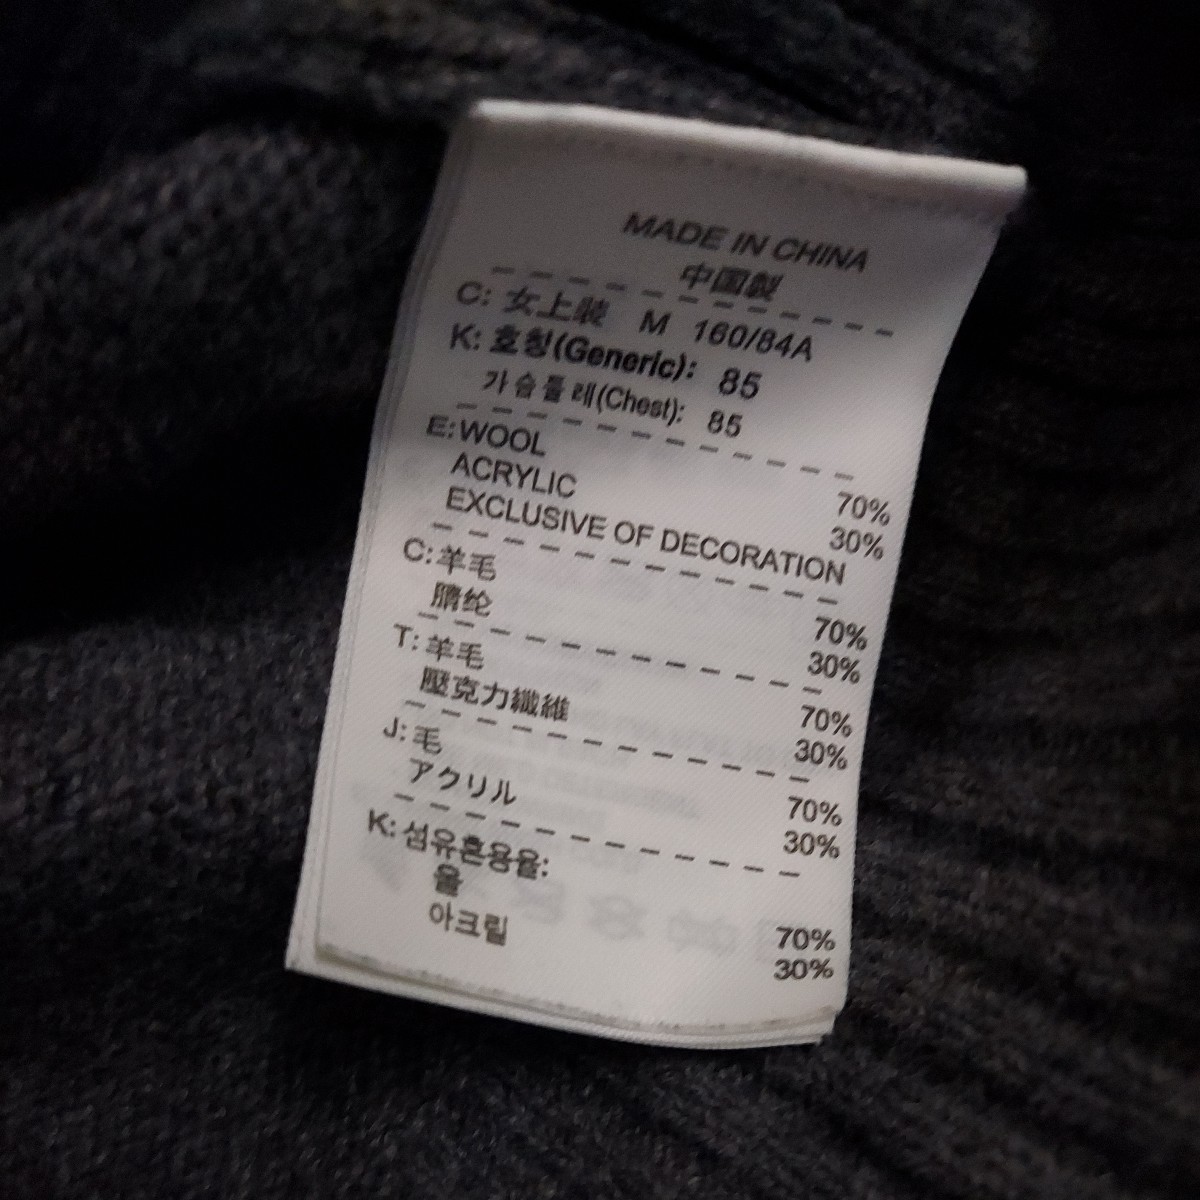 MADE IN CHINA
中国製
C: 女上装 M 160/84A
K: 호칭(Generic): 85
가슴둘레(Chest): 85
E:WOOL 70%
ACRYLIC 30%
EXCLUSIVE OF DECORATION
C:羊毛 70%
腈纶 30%
T:羊毛 70%
壓克力纖維 30%
J:毛 70%
アクリル 30%
K:섬유혼용율:
울 70%
아크릴 30%